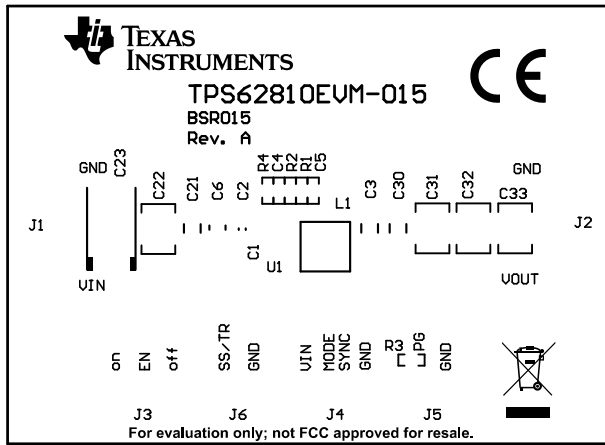 TEXAS
INSTRUMENTS
CE
TPS62810EVM-015
BSR015
Rev. A
GND
C23
C22
C21
C6
C2
R4
C4
R2
R1
C5
L1
C3
C30
C31
C32
GND
C33
J1
J2
C1
U1
VIN
VOUT
on
EN
off
SS/TR
GND
VIN
MODE
SYNC
GND
R3
PG
GND
J3
J6
J4
J5
For evaluation only; not FCC approved for resale.